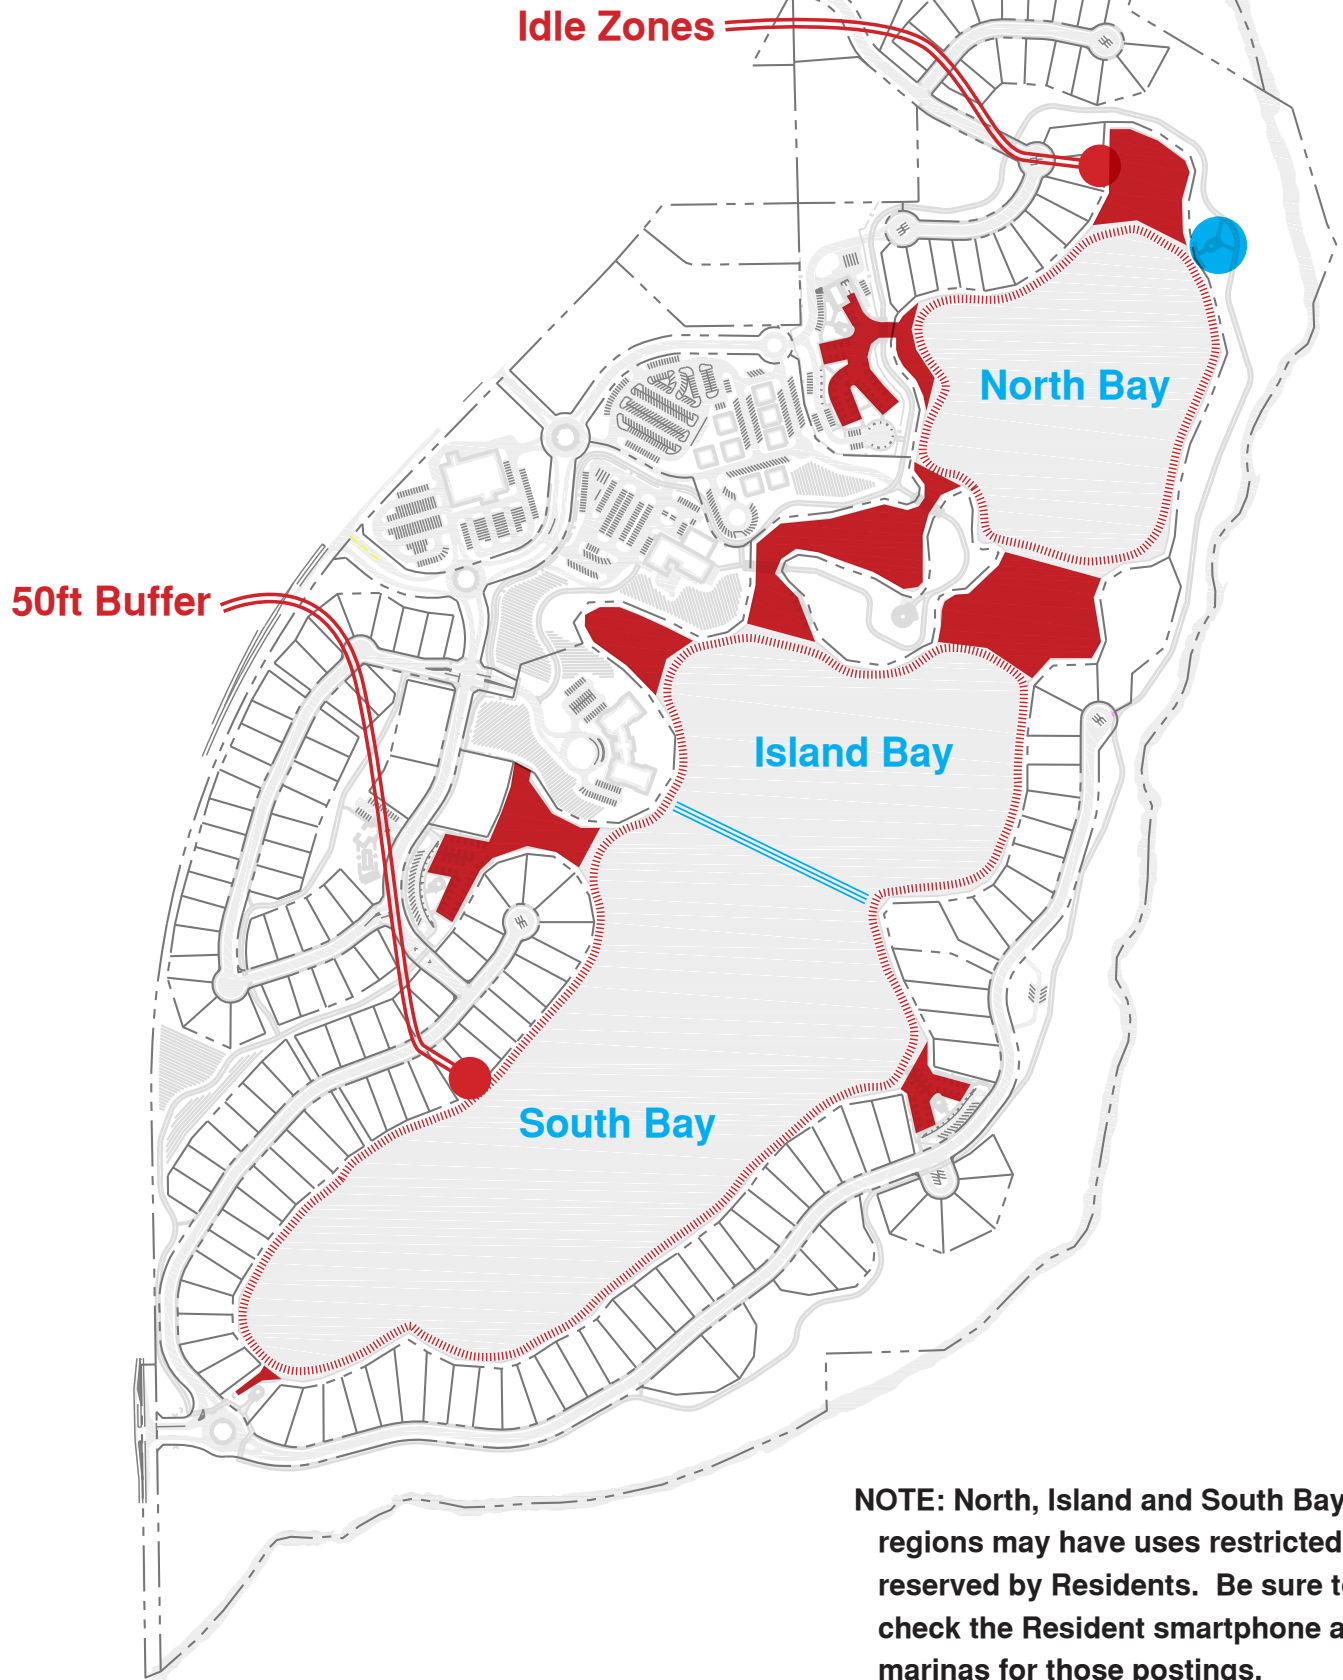 Idle Zones
North Bay
50ft Buffer
Island Bay
South Bay
NOTE: North, Island and South Bay
regions may have uses restricted
reserved by Residents. Be sure
check the Resident smartphone
marinas for those postings.